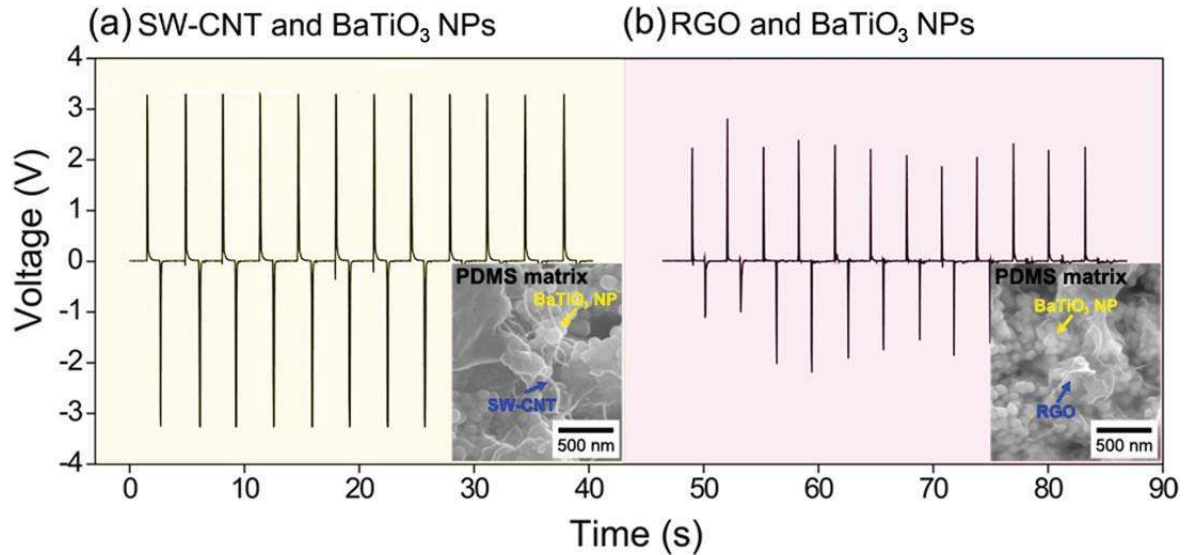 (a) SW-CNT and BaTiO₃ NPs
(b) RGO and BaTiO₃ NPs
Voltage (V)
4
3
2
1
0
-1
-2
-3
-4
PDMS matrix
BaTiO₃ NP
SW-CNT
500 nm
PDMS matrix
BaTiO₃ NP
RGO
500 nm
0 10 20 30 40 50 60 70 80 90
Time (s)